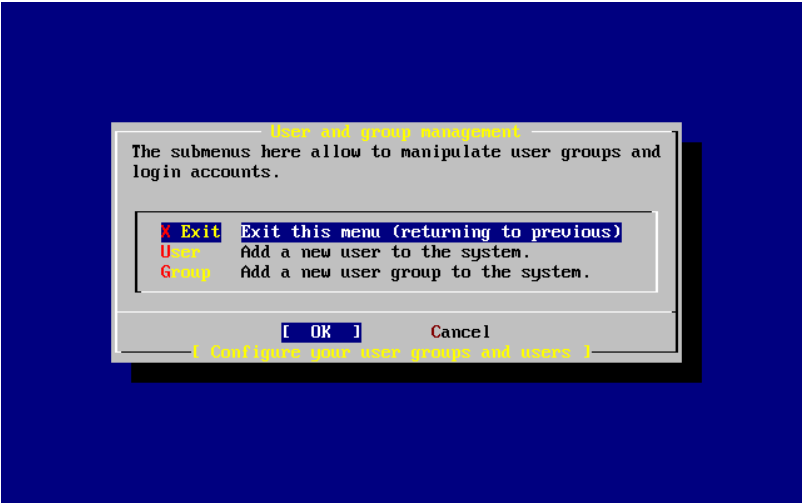 User and group management
The submenus here allow to manipulate user groups and
login accounts.
X Exit Exit this menu (returning to previous)
User Add a new user to the system.
Group Add a new user group to the system.
[ OK ] Cancel
[ Configure your user groups and users ]